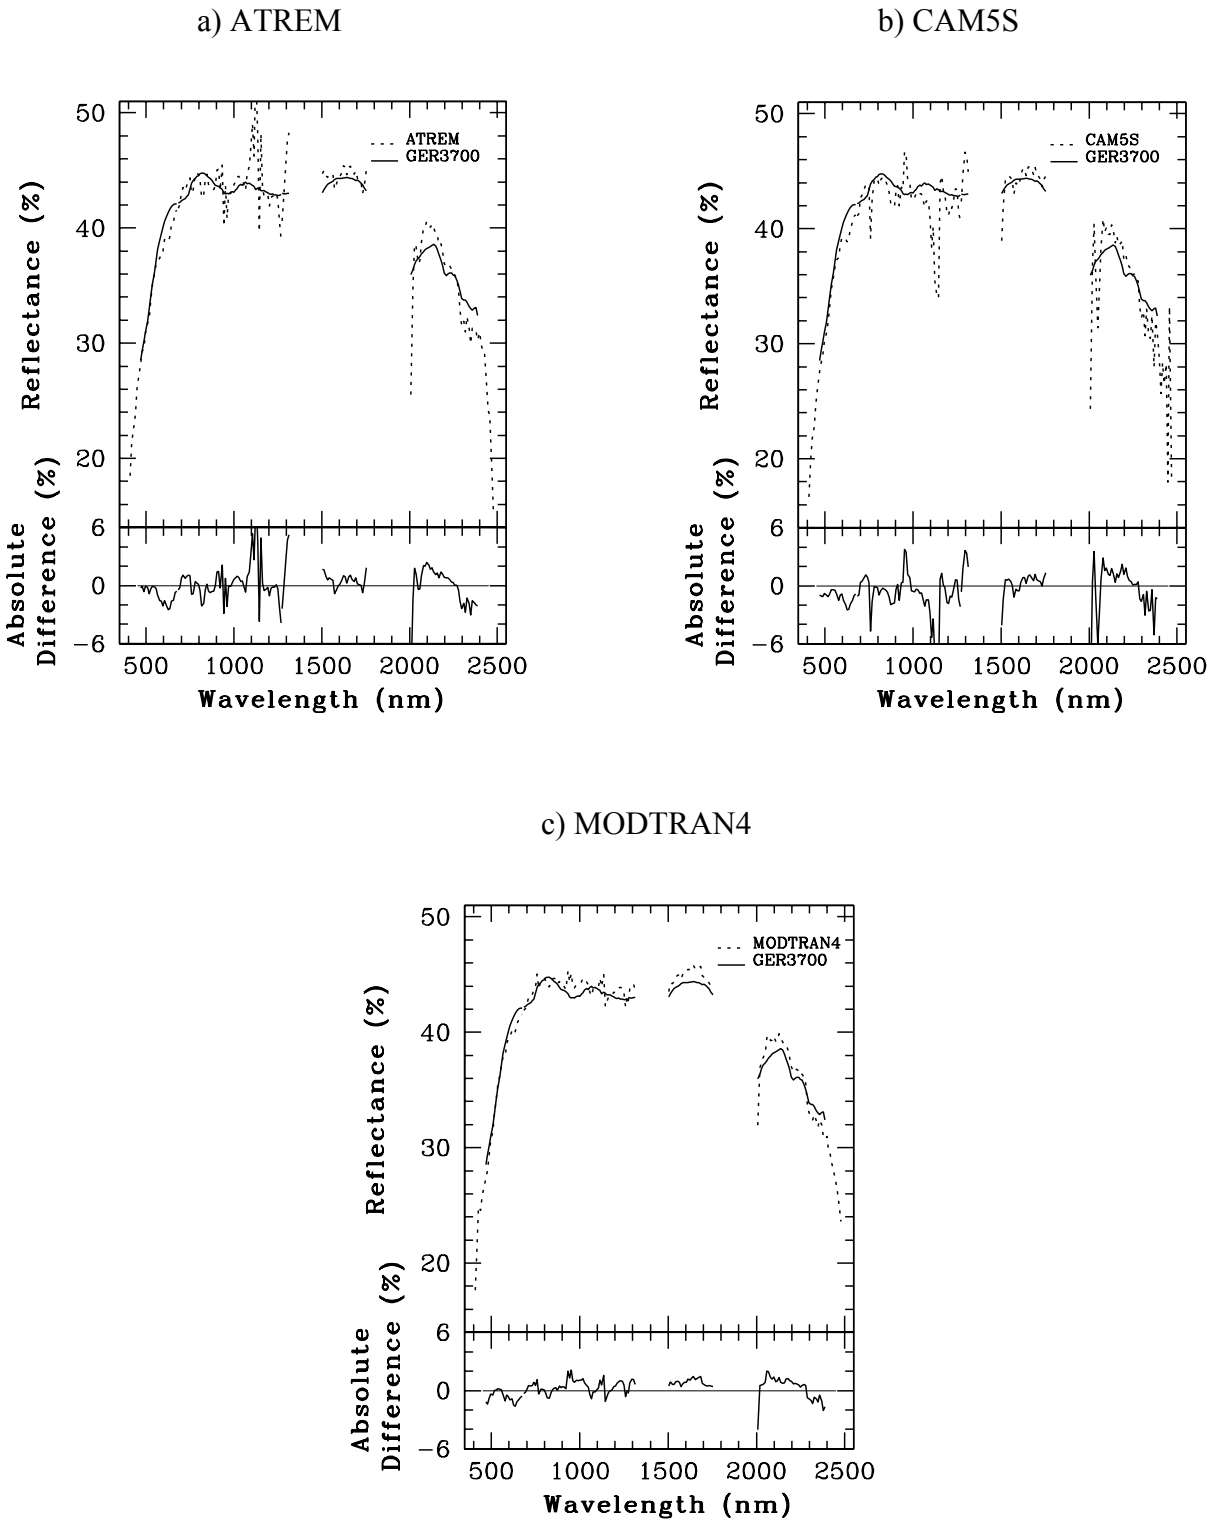 a) ATREM
b) CAM5S
50
40
30
20
6
0
−6
Reflectance (%)
Absolute
Difference (%)
ATREM
GER3700
500 1000 1500 2000 2500
Wavelength (nm)
50
40
30
20
6
0
−6
Reflectance (%)
Absolute
Difference (%)
CAM5S
GER3700
500 1000 1500 2000 2500
Wavelength (nm)
c) MODTRAN4
50
40
30
20
6
0
−6
Reflectance (%)
Absolute
Difference (%)
MODTRAN4
GER3700
500 1000 1500 2000 2500
Wavelength (nm)